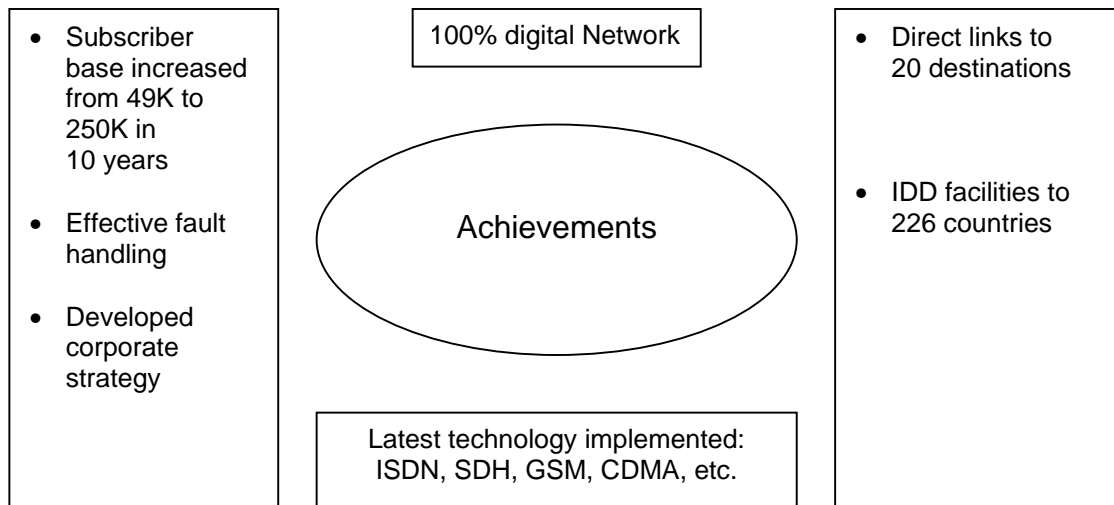 • Subscriber
base increased
from 49K to
250K in
10 years
• Effective fault
handling
• Developed
corporate
strategy
100% digital Network
Achievements
Latest technology implemented:
ISDN, SDH, GSM, CDMA, etc.
• Direct links to
20 destinations
• IDD facilities to
226 countries